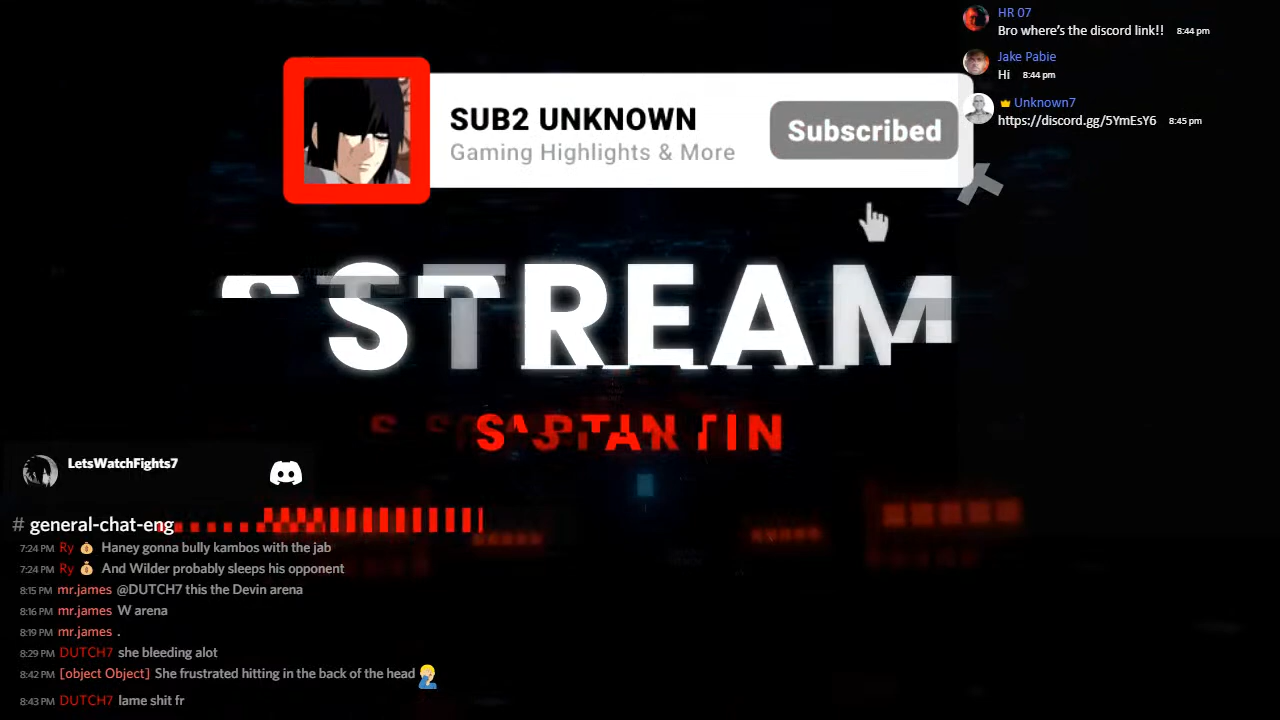 HR 07
Bro where's the discord link!! 8:44 pm
Jake Pabie
Hi 8:44 pm
Unknown7
https://discord.gg/5YmEsY6 8:45 pm
SUB2 UNKNOWN
Gaming Highlights & More
Subscribed
STREAM
LetsWatchFights7
# general-chat-eng
7:24 PM Ry 💰 Haney gonna bully kambos with the jab
7:24 PM Ry 💰 And Wilder probably sleeps his opponent
8:15 PM mr.james @DUTCH7 this the Devin arena
8:16 PM mr.james W arena
8:19 PM mr.james .
8:29 PM DUTCH7 she bleeding alot
8:42 PM [object Object] She frustrated hitting in the back of the head 🤦
8:43 PM DUTCH7 lame shit fr